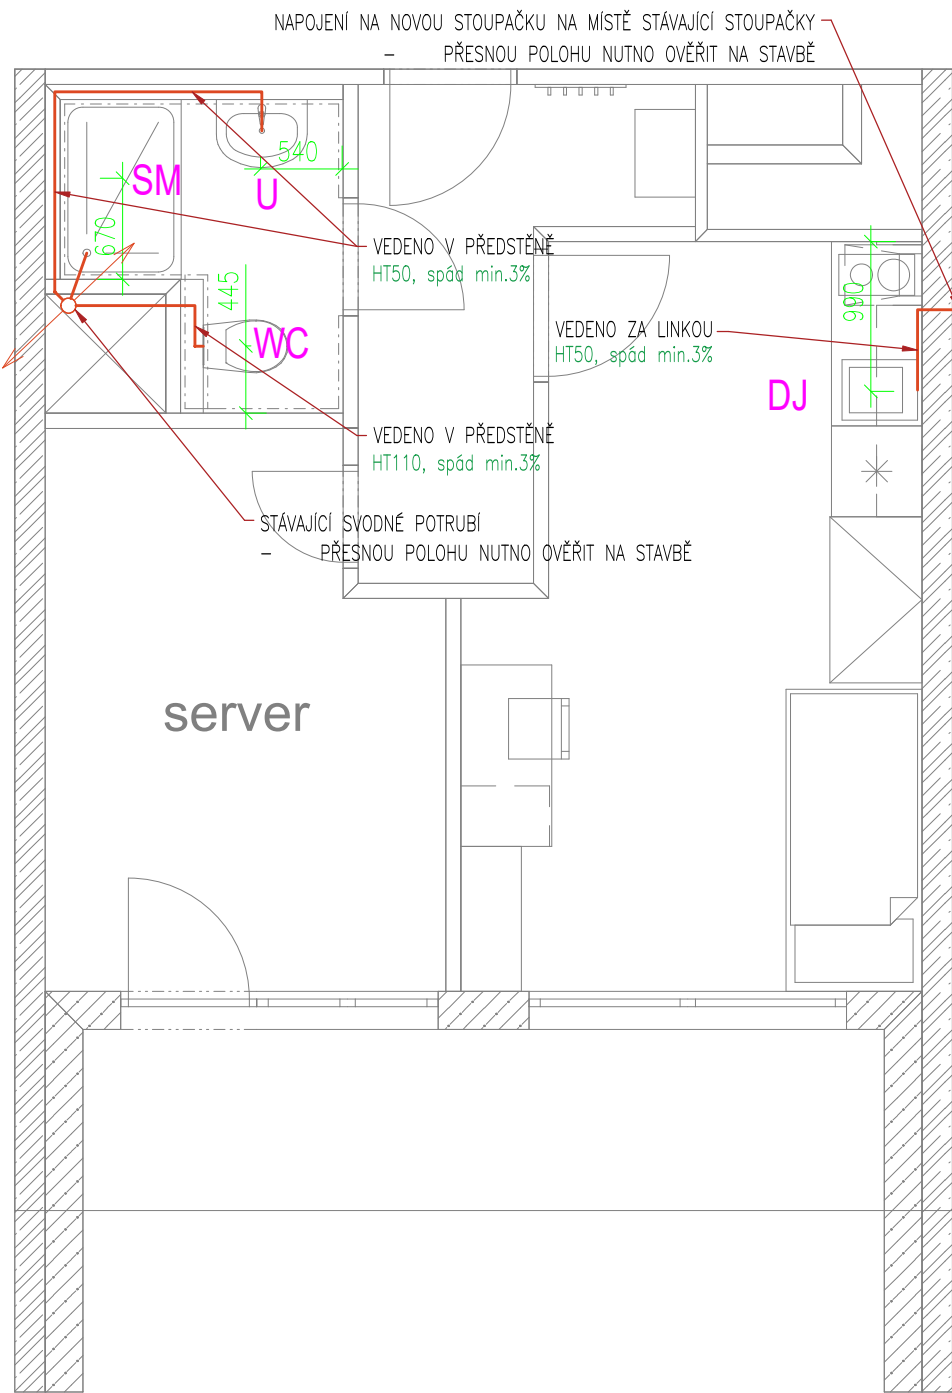 NAPOJENÍ NA NOVOU STOUPAČKU NA MÍSTĚ STÁVAJÍCÍ STOUPAČKY
– PŘESNOU POLOHU NUTNO OVĚŘIT NA STAVBĚ
540
SM
U
670
VEDENO V PŘEDSTĚNĚ
HT50, spád min.3%
445
WC
VEDENO ZA LINKOU
HT50, spád min.3%
DJ
VEDENO V PŘEDSTĚNĚ
HT110, spád min.3%
STÁVAJÍCÍ SVODNÉ POTRUBÍ
– PŘESNOU POLOHU NUTNO OVĚŘIT NA STAVBĚ
server